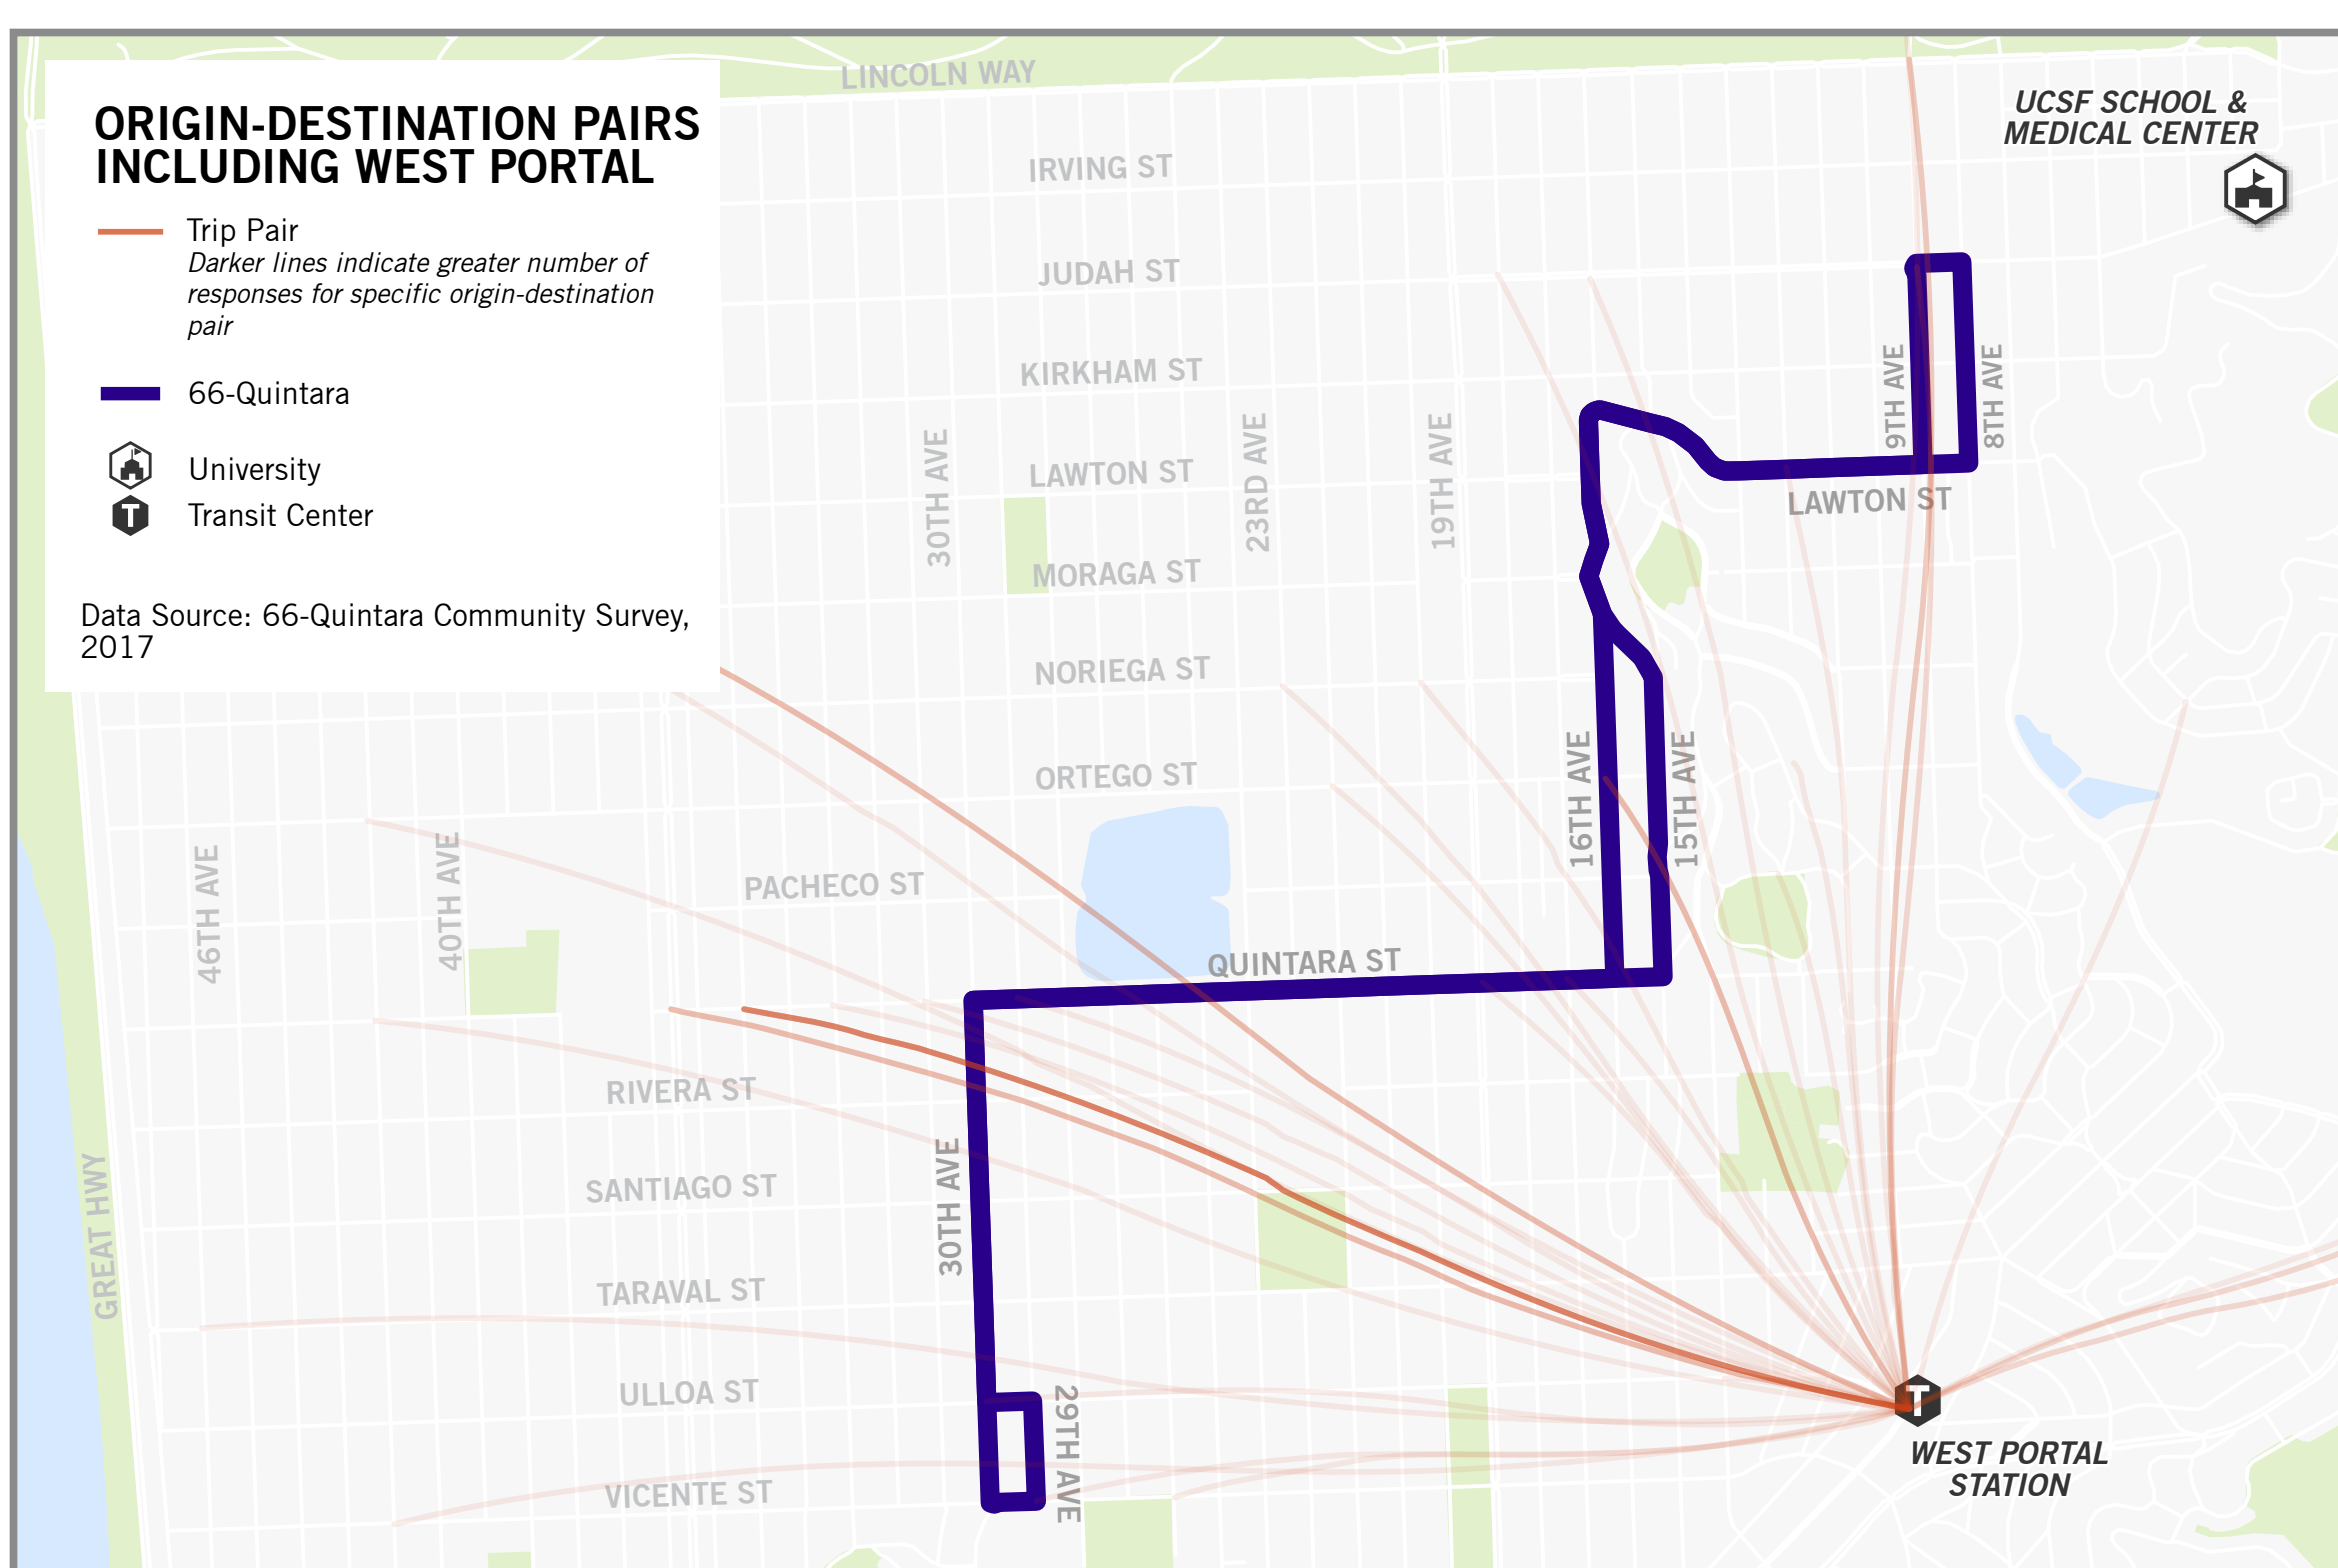 ORIGIN-DESTINATION PAIRS
INCLUDING WEST PORTAL
Trip Pair
Darker lines indicate greater number of
responses for specific origin-destination
pair
66-Quintara
University
Transit Center
Data Source: 66-Quintara Community Survey,
2017
LINCOLN WAY
UCSF SCHOOL &
MEDICAL CENTER
IRVING ST
JUDAH ST
KIRKHAM ST
9TH AVE
8TH AVE
30TH AVE
23RD AVE
19TH AVE
LAWTON ST
LAWTON ST
MORAGA ST
NORIEGA ST
ORTEGO ST
16TH AVE
15TH AVE
46TH AVE
40TH AVE
PACHECO ST
QUINTARA ST
RIVERA ST
SANTIAGO ST
30TH AVE
GREAT HWY
TARAVAL ST
ULLOA ST
29TH AVE
VICENTE ST
T
WEST PORTAL
STATION